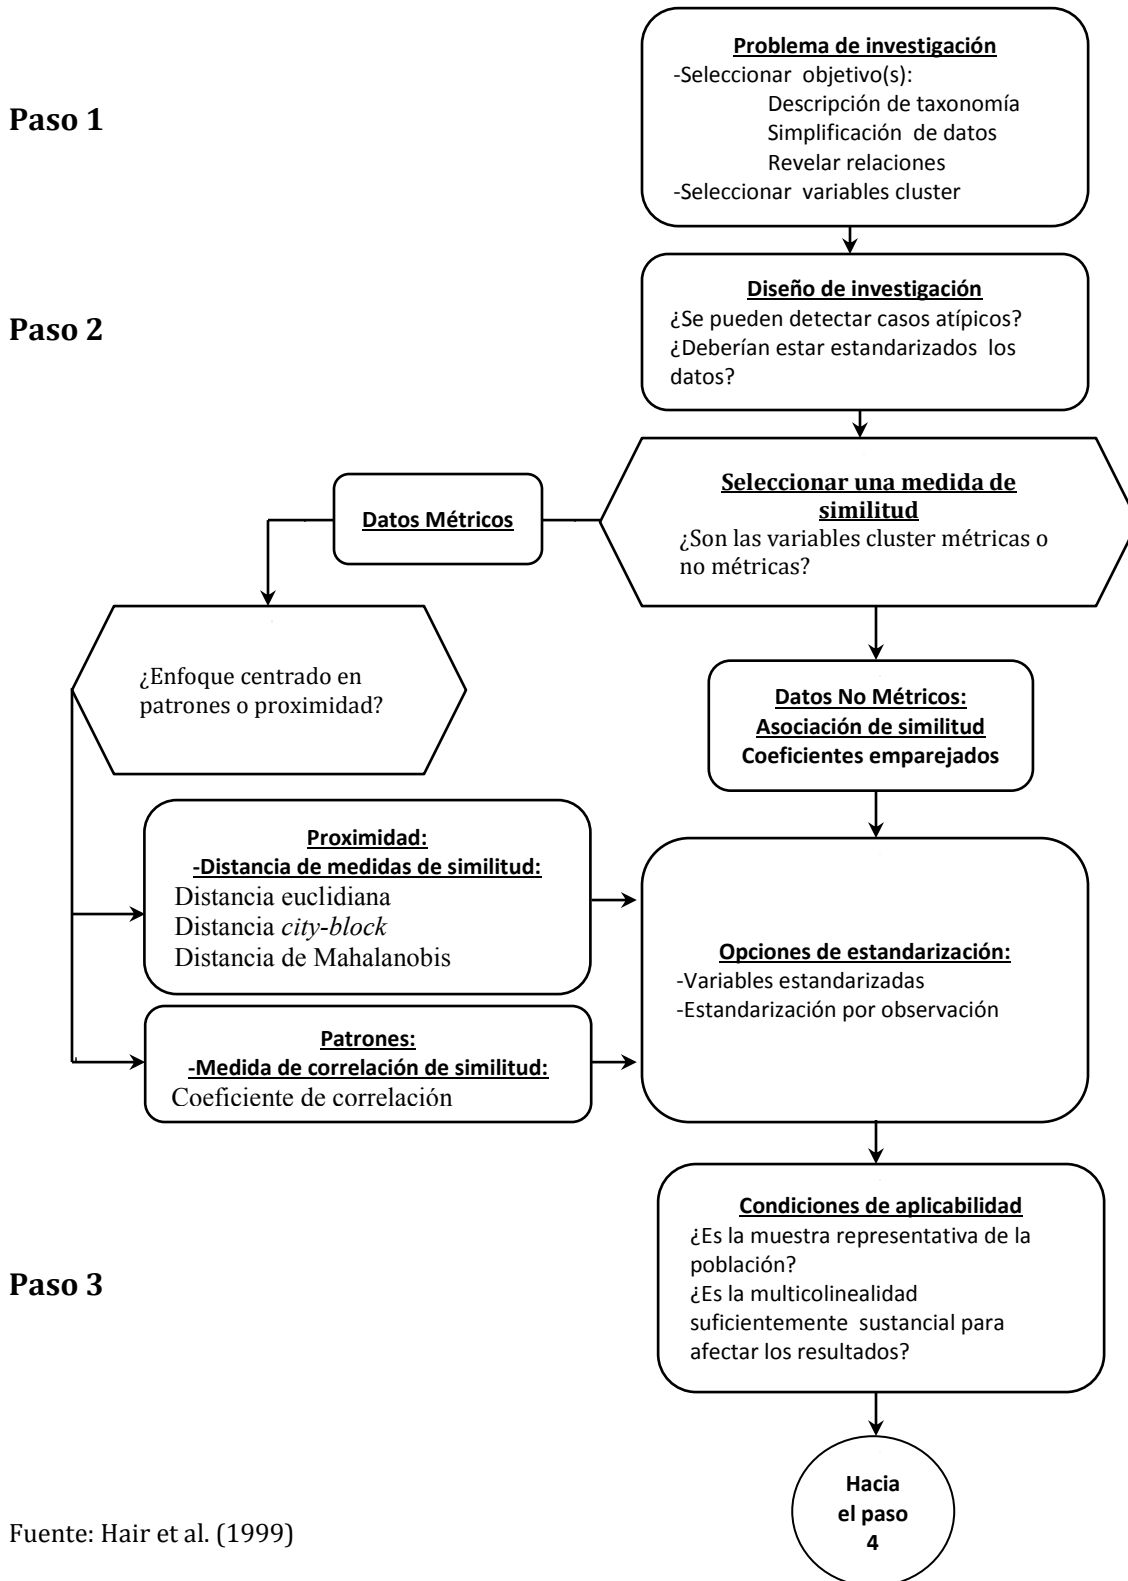 Paso 1
Problema de investigación
-Seleccionar objetivo(s):
Descripción de taxonomía
Simplificación de datos
Revelar relaciones
-Seleccionar variables cluster
Paso 2
Diseño de investigación
¿Se pueden detectar casos atípicos?
¿Deberían estar estandarizados los
datos?
Seleccionar una medida de
similitud
¿Son las variables cluster métricas o
no métricas?
Datos Métricos
¿Enfoque centrado en
patrones o proximidad?
Datos No Métricos:
Asociación de similitud
Coeficientes emparejados
Proximidad:
-Distancia de medidas de similitud:
Distancia euclidiana
Distancia city-block
Distancia de Mahalanobis
Patrones:
-Medida de correlación de similitud:
Coeficiente de correlación
Opciones de estandarización:
-Variables estandarizadas
-Estandarización por observación
Paso 3
Condiciones de aplicabilidad
¿Es la muestra representativa de la
población?
¿Es la multicolinealidad
suficientemente sustancial para
afectar los resultados?
Hacia
el paso
4
Fuente: Hair et al. (1999)